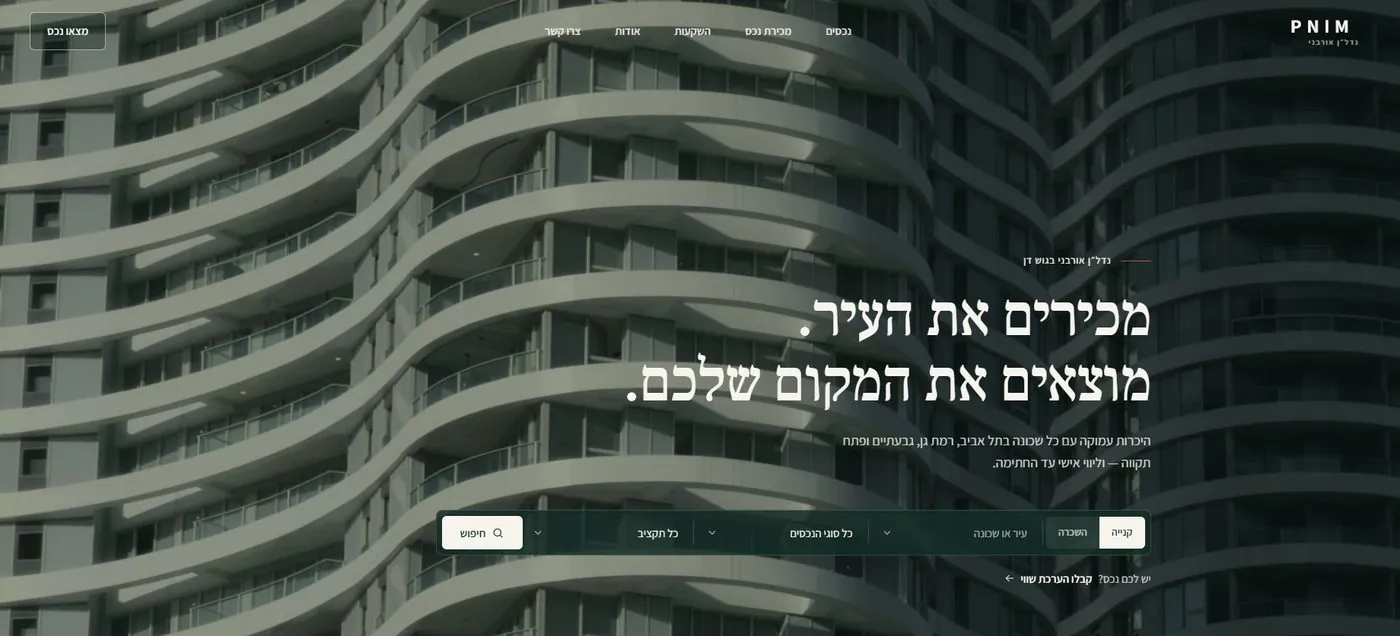 PNIM
נדל״ן אורבני
נכסים
מכירת נכס
השקעות
אודות
צרו קשר
מצאו נכס
נדל״ן אורבני בגוש דן
מכירים את העיר.
מוצאים את המקום שלכם.
היכרות עמוקה עם כל שכונה בתל אביב, רמת גן, גבעתיים ופתח
תקווה — וליווי אישי עד החתימה.
קנייה
השכרה
עיר או שכונה
כל סוגי הנכסים
כל תקציב
חיפוש
יש לכם נכס? קבלו הערכת שווי ←